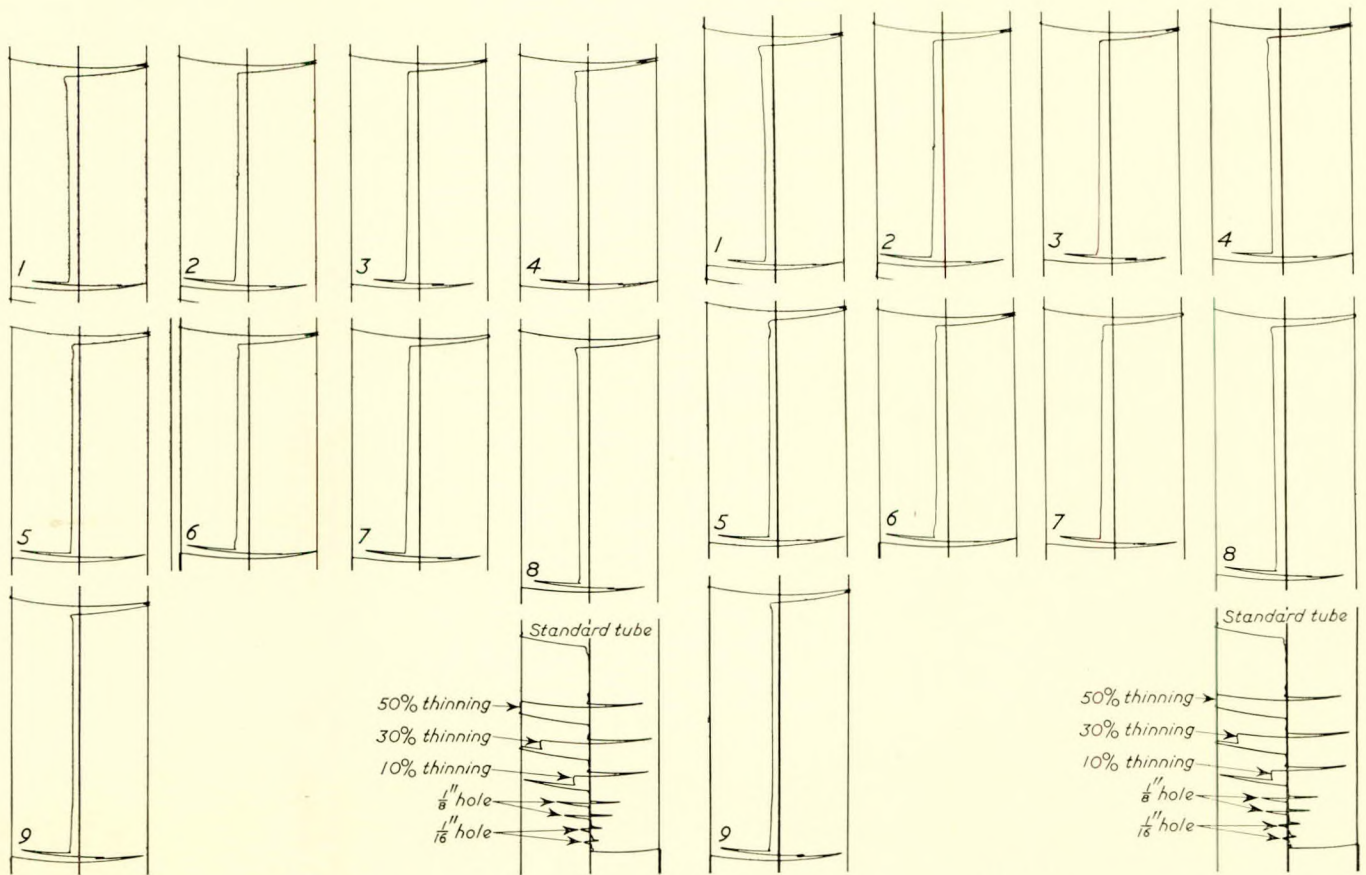 1 2 3 4
5 6 7 8
9
Standard tube
50% thinning
30% thinning
10% thinning
1/8" hole
1/16" hole
1 2 3 4
5 6 7 8
9
Standard tube
50% thinning
30% thinning
10% thinning
1/8" hole
1/16" hole